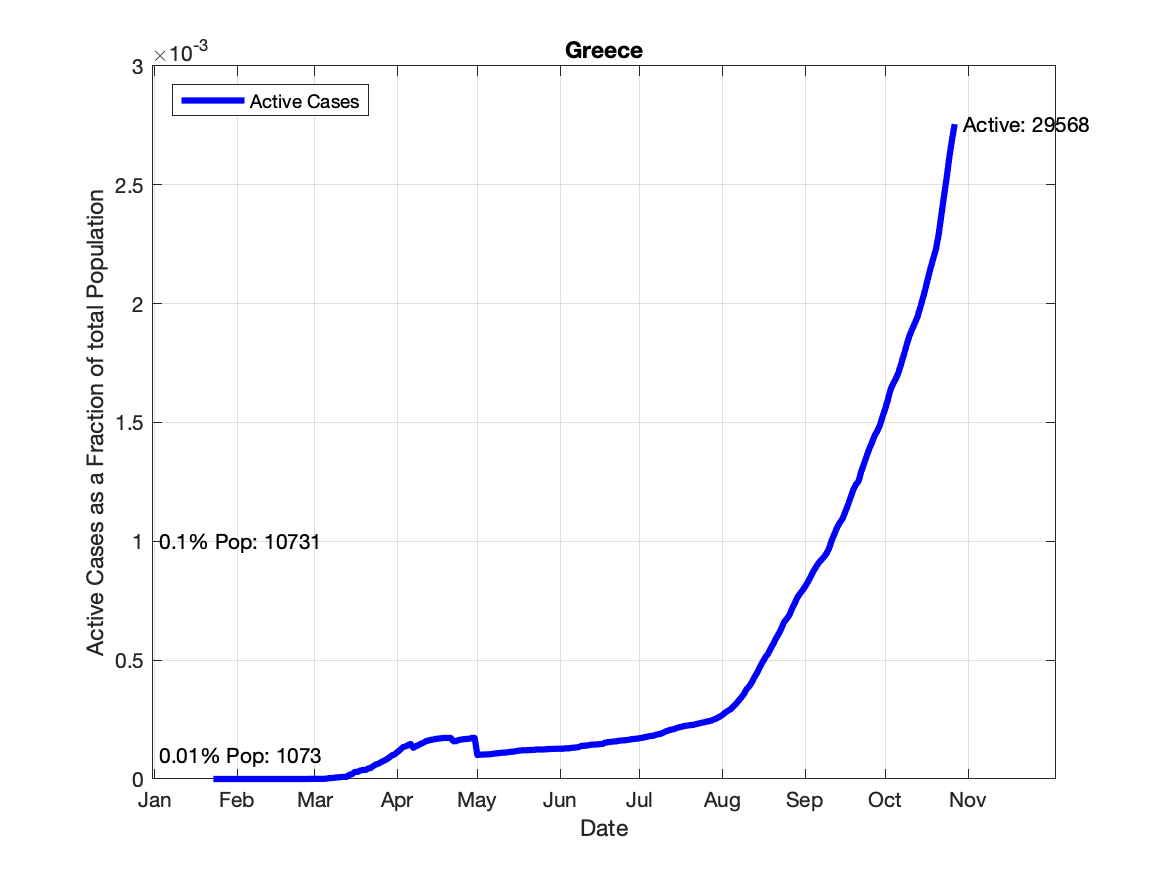 Greece
×10-3
3
2.5
2
1.5
1
0.5
0
Active Cases as a Fraction of total Population
Active Cases
Active: 29568
0.1% Pop: 10731
0.01% Pop: 1073
Jan Feb Mar Apr May Jun Jul Aug Sep Oct Nov
Date